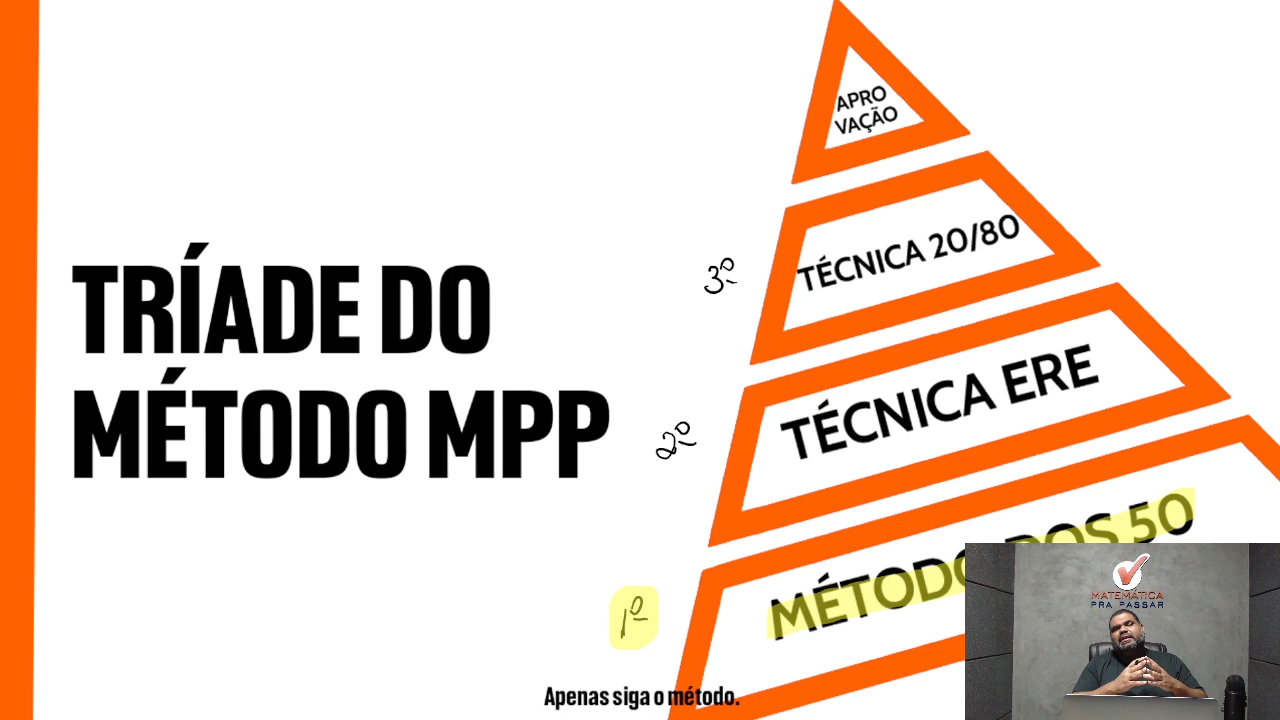 TRÍADE DO
MÉTODO MPP
APRO
VAÇÃO
3º
TÉCNICA 20/80
2º
TÉCNICA ERE
1º
MÉTODO DOS 50
MATEMÁTICA
PRA PASSAR
Apenas siga o método.